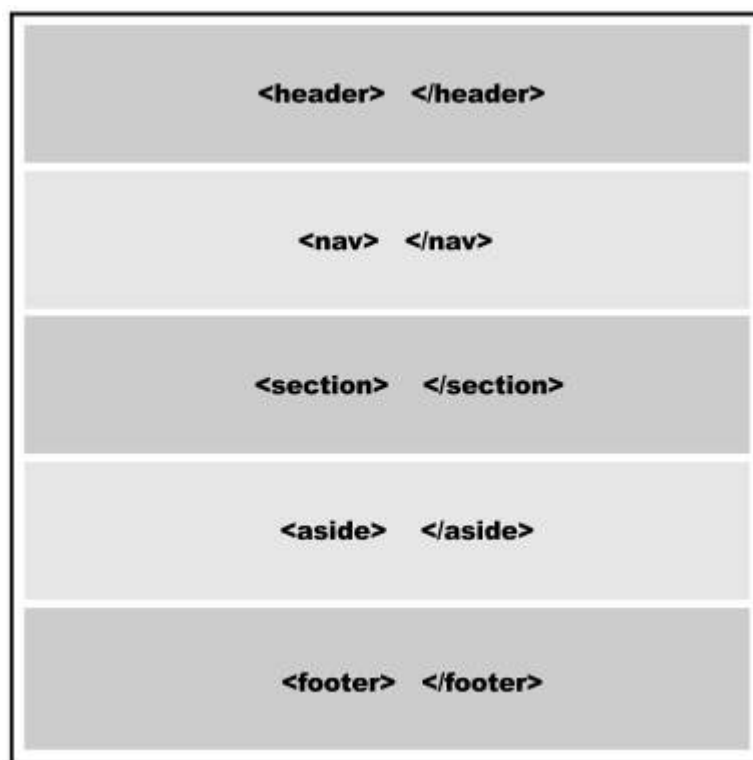 <header> </header>
<nav> </nav>
<section> </section>
<aside> </aside>
<footer> </footer>